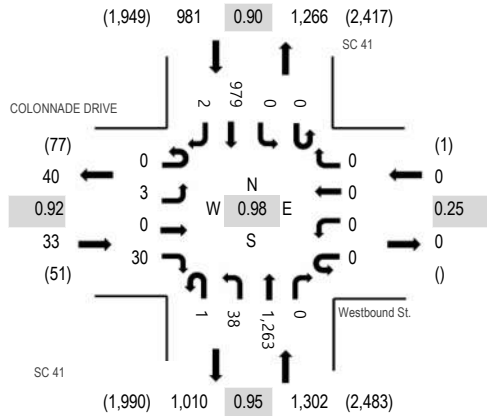 (1,949) 981 0.90 1,266 (2,417)
SC 41
COLONNADE DRIVE
2 979 0 0
(77) 0 0 (1)
40 3 N 0 0
0.92 0 W 0.98 E 0 0.25
33 30 S 0 0
(51) ()
1 38 1,263 0
Westbound St.
SC 41
(1,990) 1,010 0.95 1,302 (2,483)